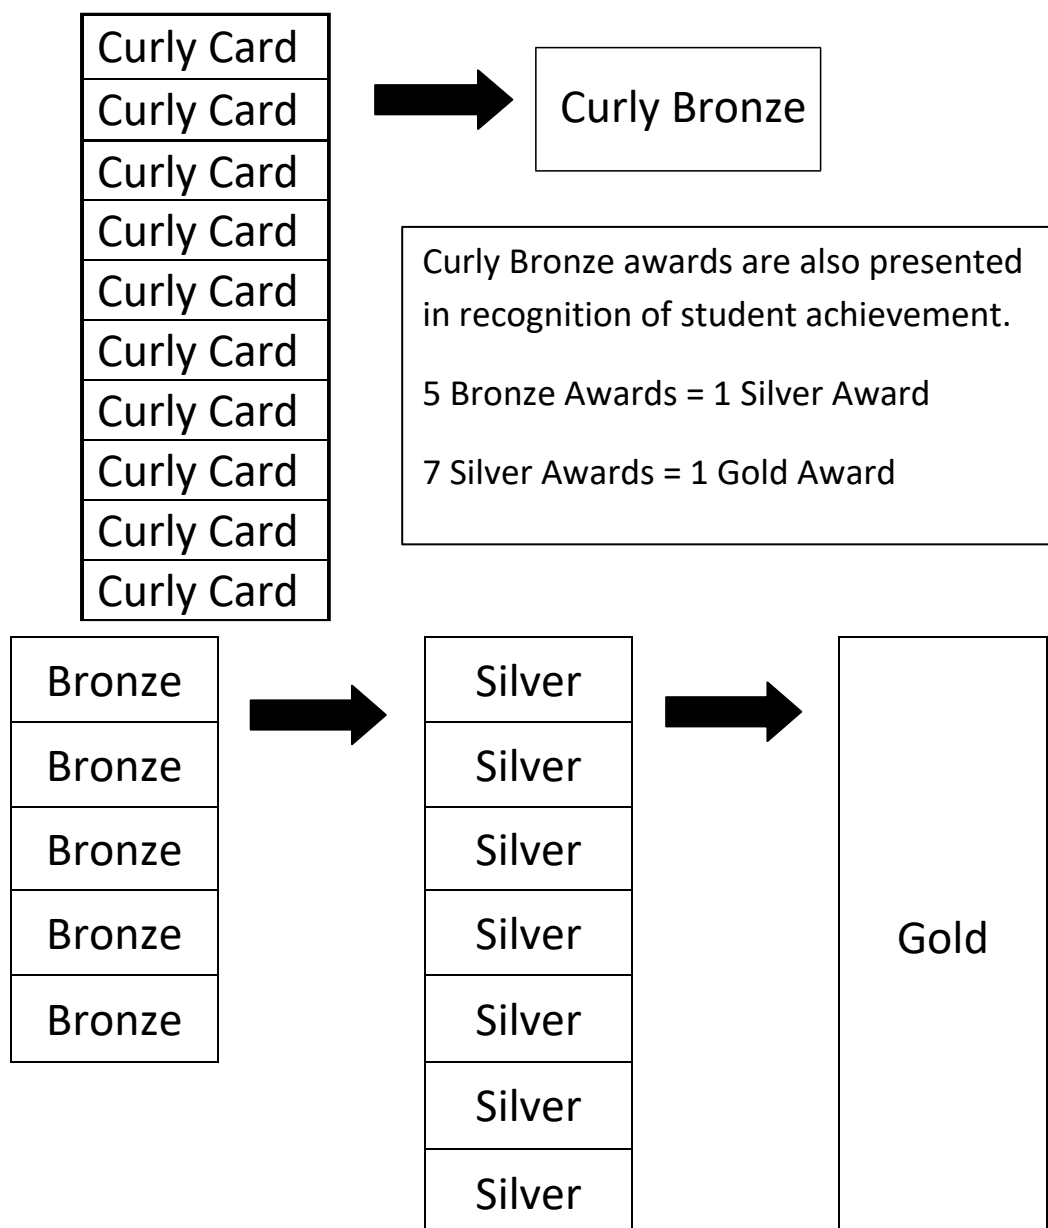 Curly Card
Curly Card
Curly Card
Curly Card
Curly Card
Curly Card
Curly Card
Curly Card
Curly Card
Curly Card
Curly Bronze
Curly Bronze awards are also presented
in recognition of student achievement.
5 Bronze Awards = 1 Silver Award
7 Silver Awards = 1 Gold Award
Bronze
Bronze
Bronze
Bronze
Bronze
Silver
Silver
Silver
Silver
Silver
Silver
Silver
Gold